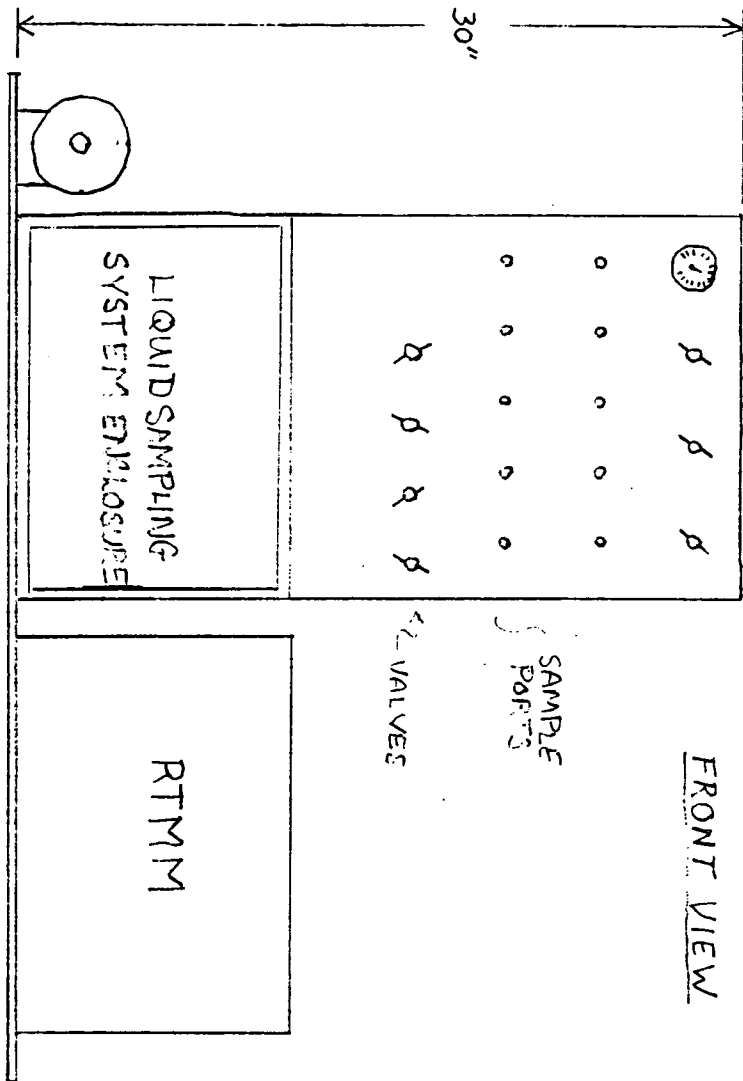 FRONT VIEW
30"
SAMPLE
PORTS
VALVES
LIQUID SAMPLING
SYSTEM ENCLOSURE
RTMM